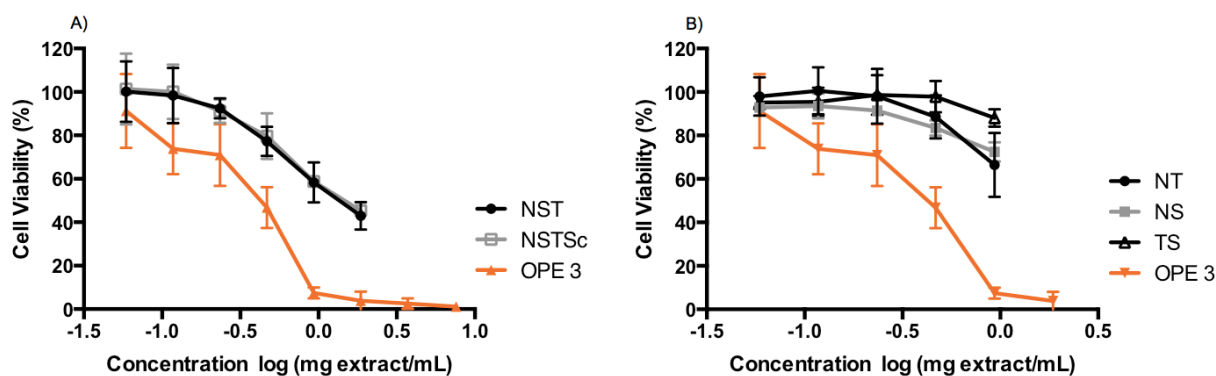 A)
120
100
80
60
40
20
0
-1.5
-1.0
-0.5
0.0
0.5
1.0
Cell Viability (%)
Concentration log (mg extract/mL)
NST
NSTSc
OPE 3
B)
120
100
80
60
40
20
0
-1.5
-1.0
-0.5
0.0
0.5
Cell Viability (%)
Concentration log (mg extract/mL)
NT
NS
TS
OPE 3